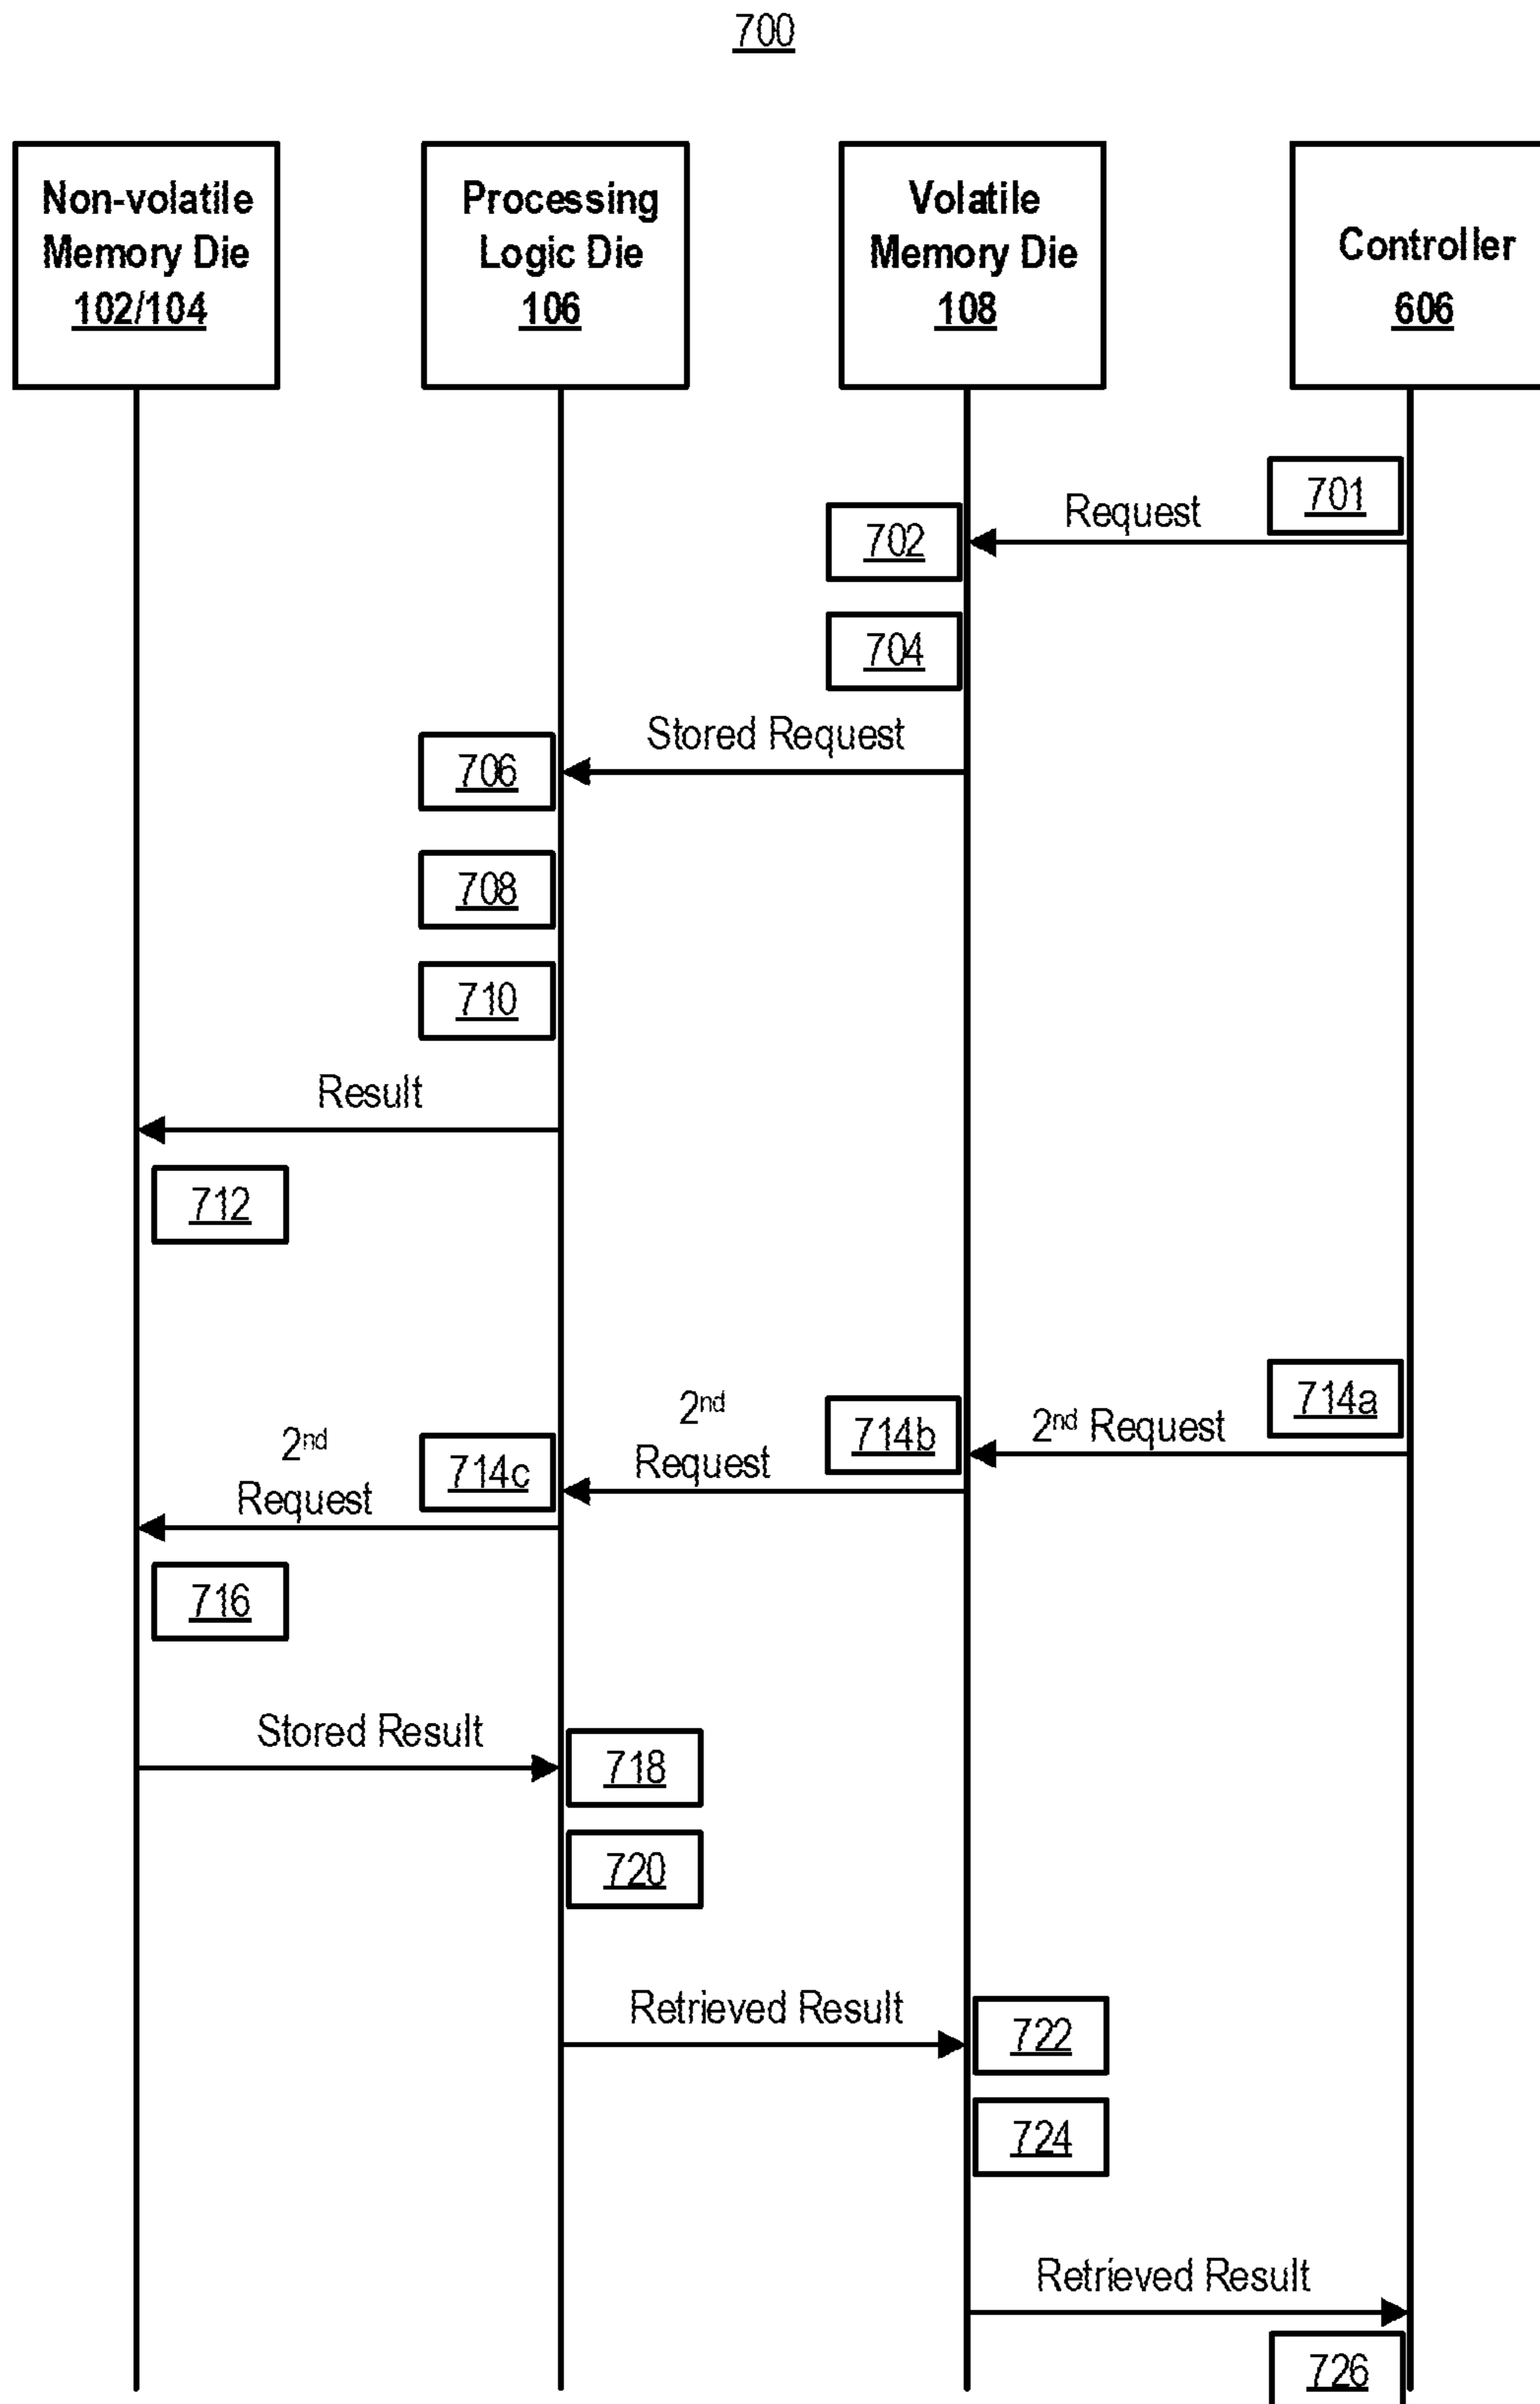 700
Non-volatile
Memory Die
102/104
Processing
Logic Die
106
Volatile
Memory Die
108
Controller
606
701
Request
702
704
Stored Request
706
708
710
Result
712
714a
2nd Request
714b
2nd
Request
714c
2nd
Request
716
Stored Result
718
720
Retrieved Result
722
724
Retrieved Result
726